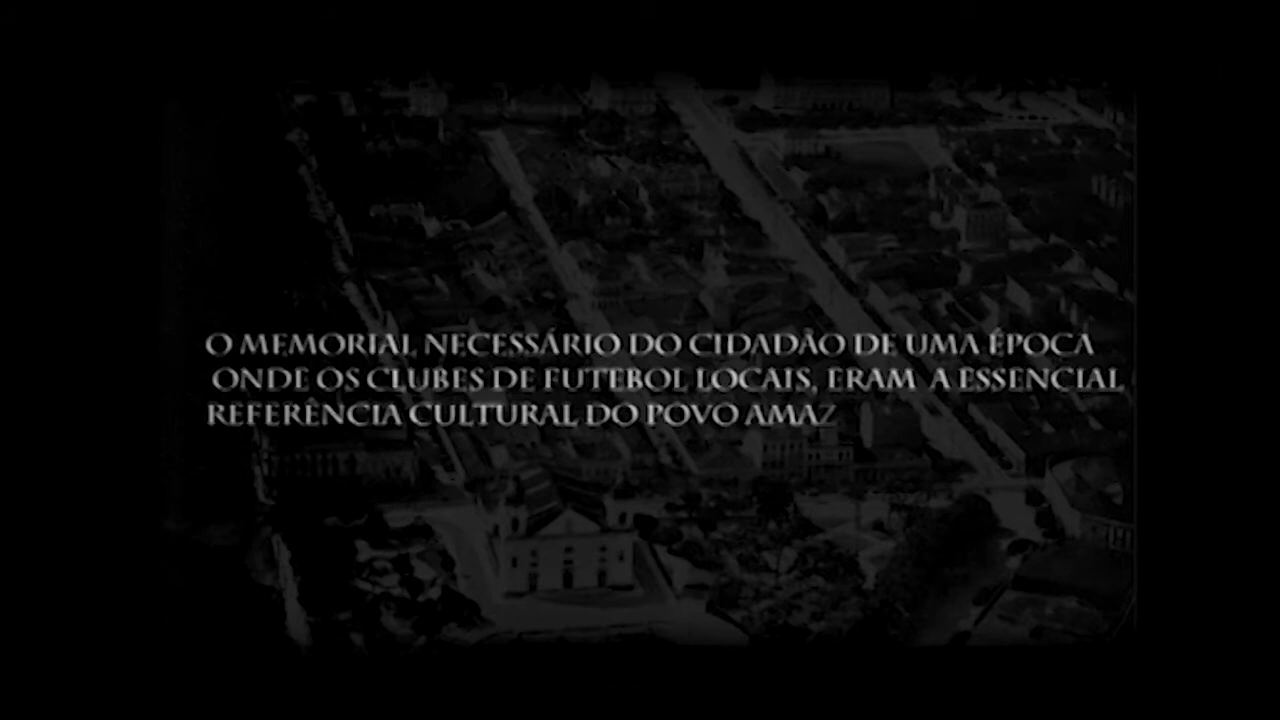 O MEMORIAL NECESSÁRIO DO CIDADÃO DE UMA ÉPOCA
ONDE OS CLUBES DE FUTEBOL LOCAIS, ERAM A ESSENCIAL
REFERÊNCIA CULTURAL DO POVO AMAZ